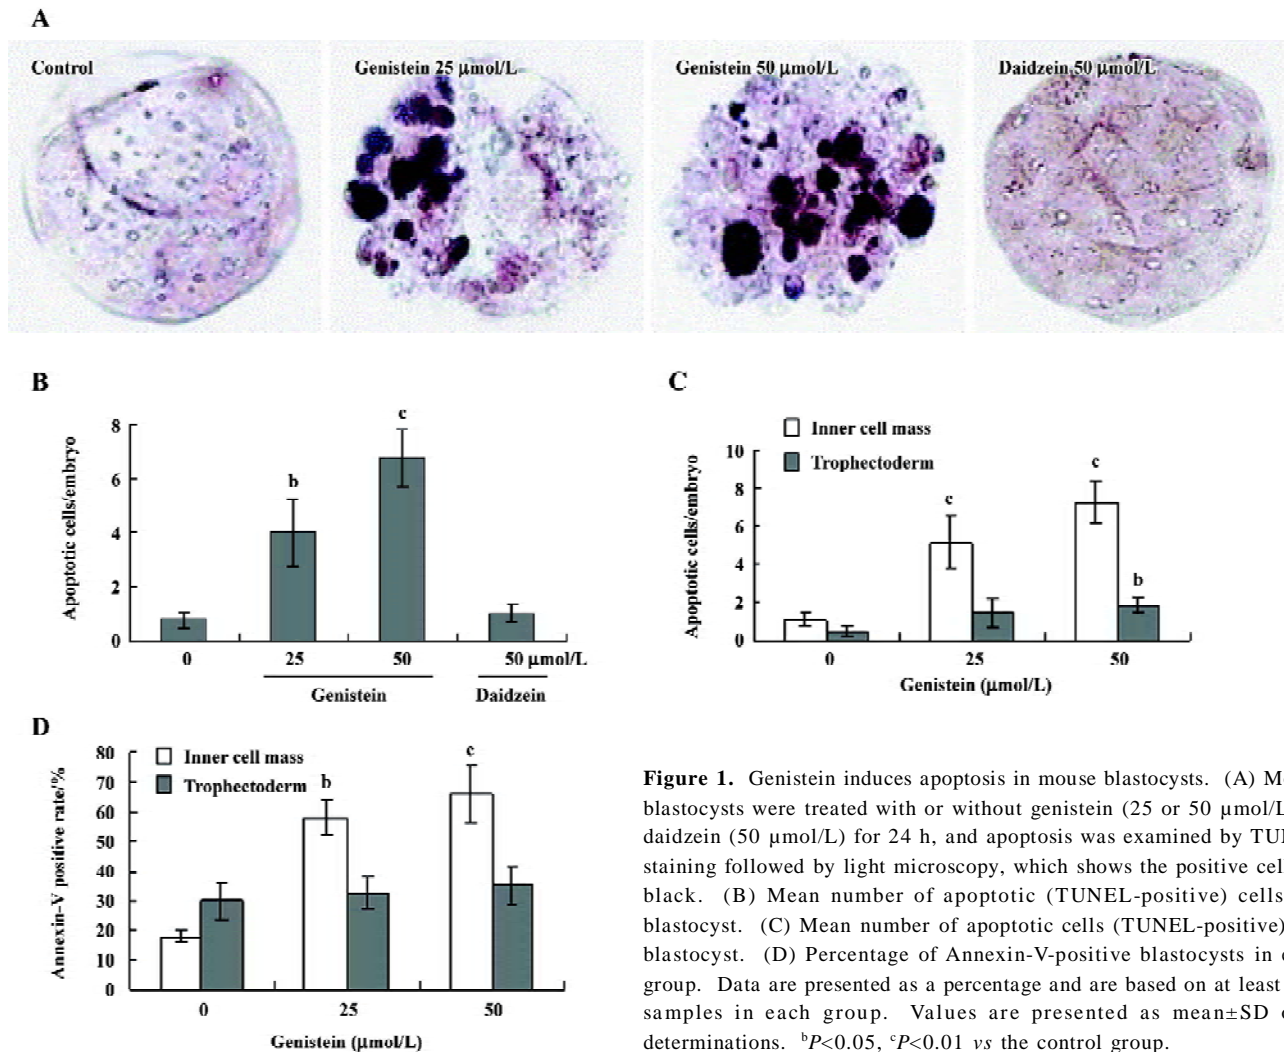 A
Control
Genistein 25 µmol/L
Genistein 50 µmol/L
Daidzein 50 µmol/L
B
Apoptotic cells/embryo
8
6
4
2
0
b
c
0 25 50 50 µmol/L
Genistein Daidzein
C
Inner cell mass
Trophectoderm
Apoptotic cells/embryo
10
8
6
4
2
0
c
c
b
0 25 50
Genistein (µmol/L)
D
Inner cell mass
Trophectoderm
Annexin-V positive rate/%
80
70
60
50
40
30
20
10
0
b
c
0 25 50
Genistein (µmol/L)
Figure 1. Genistein induces apoptosis in mouse blastocysts. (A) M
blastocysts were treated with or without genistein (25 or 50 µmol/L
daidzein (50 µmol/L) for 24 h, and apoptosis was examined by TU
staining followed by light microscopy, which shows the positive cel
black. (B) Mean number of apoptotic (TUNEL-positive) cells
blastocyst. (C) Mean number of apoptotic cells (TUNEL-positive)
blastocyst. (D) Percentage of Annexin-V-positive blastocysts in
group. Data are presented as a percentage and are based on at least
samples in each group. Values are presented as mean±SD
determinations. ᵇP<0.05, ᶜP<0.01 vs the control group.